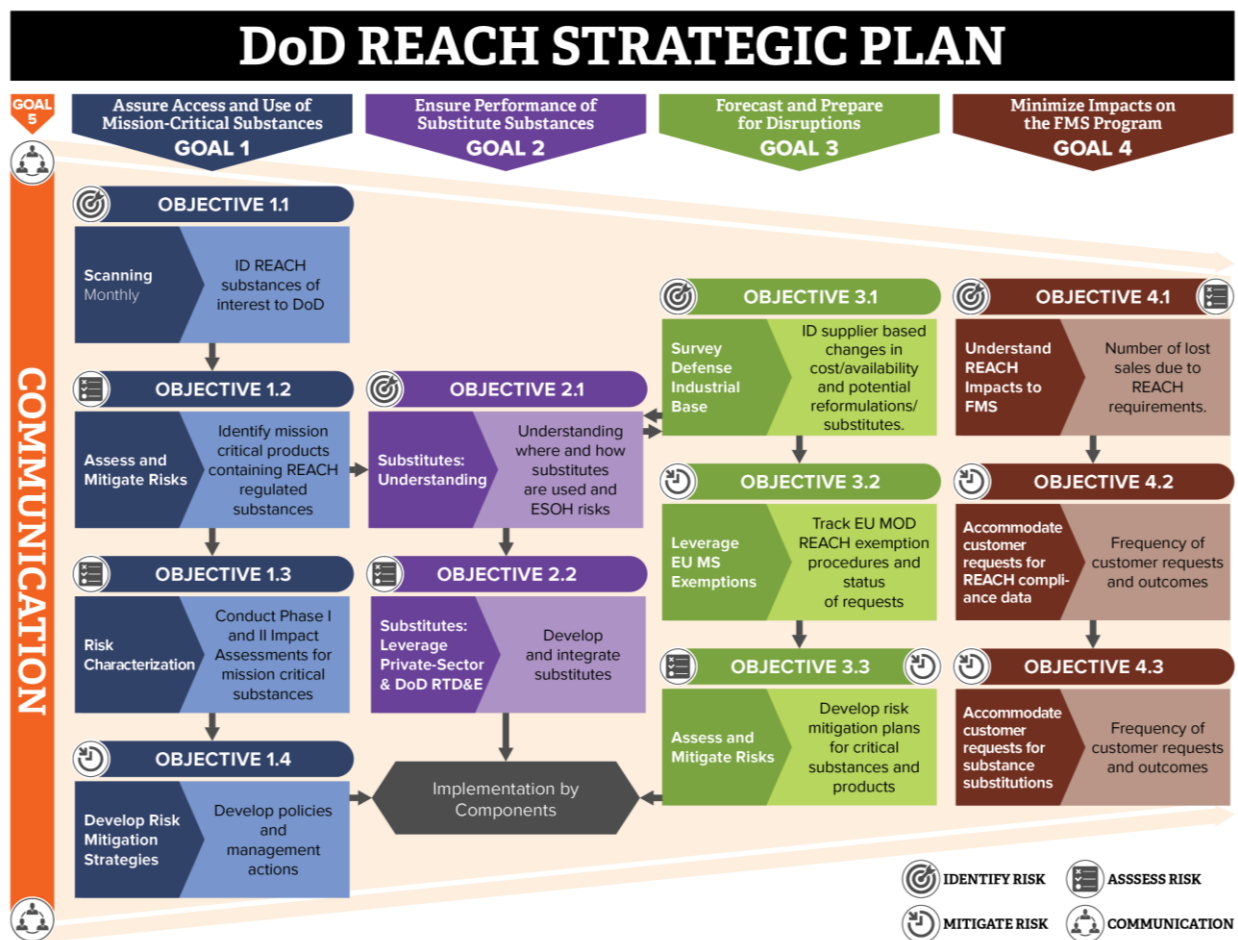 DoD REACH STRATEGIC PLAN
GOAL
5
COMMUNICATION
Assure Access and Use of
Mission-Critical Substances
GOAL 1
OBJECTIVE 1.1
Scanning
Monthly
ID REACH
substances of
interest to DoD
OBJECTIVE 1.2
Assess and
Mitigate Risks
Identify mission
critical products
containing REACH
regulated
substances
OBJECTIVE 1.3
Risk
Characterization
Conduct Phase I
and II Impact
Assessments for
mission critical
substances
OBJECTIVE 1.4
Develop Risk
Mitigation
Strategies
Develop policies
and
management
actions
Ensure Performance of
Substitute Substances
GOAL 2
OBJECTIVE 2.1
Substitutes:
Understanding
Understanding
where and how
substitutes
are used and
ESOH risks
OBJECTIVE 2.2
Substitutes:
Leverage
Private-Sector
& DoD RTD&E
Develop
and integrate
substitutes
Implementation by
Components
Forecast and Prepare
for Disruptions
GOAL 3
OBJECTIVE 3.1
Survey
Defense
Industrial
Base
ID supplier based
changes in
cost/availability
and potential
reformulations/
substitutes.
OBJECTIVE 3.2
Leverage
EU MS
Exemptions
Track EU MOD
REACH exemption
procedures and
status
of requests
OBJECTIVE 3.3
Assess and
Mitigate Risks
Develop risk
mitigation plans
for critical
substances and
products
Minimize Impacts on
the FMS Program
GOAL 4
OBJECTIVE 4.1
Understand
REACH
Impacts to
FMS
Number of lost
sales due to
REACH
requirements.
OBJECTIVE 4.2
Accommodate
customer
requests for
REACH compli-
ance data
Frequency of
customer requests
and outcomes
OBJECTIVE 4.3
Accommodate
customer
requests for
substance
substitutions
Frequency of
customer requests
and outcomes
IDENTIFY RISK
ASSSESS RISK
MITIGATE RISK
COMMUNICATION